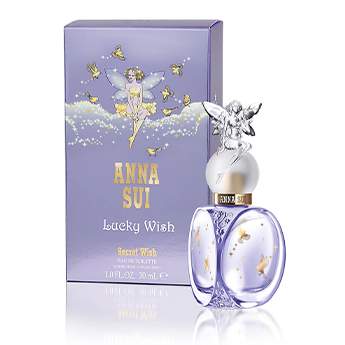 ANNA
SUI
Lucky Wish
Secret Wish
EAU DE TOILETTE
1.0 FL.OZ. 30 mL ℮
ANNA SUI